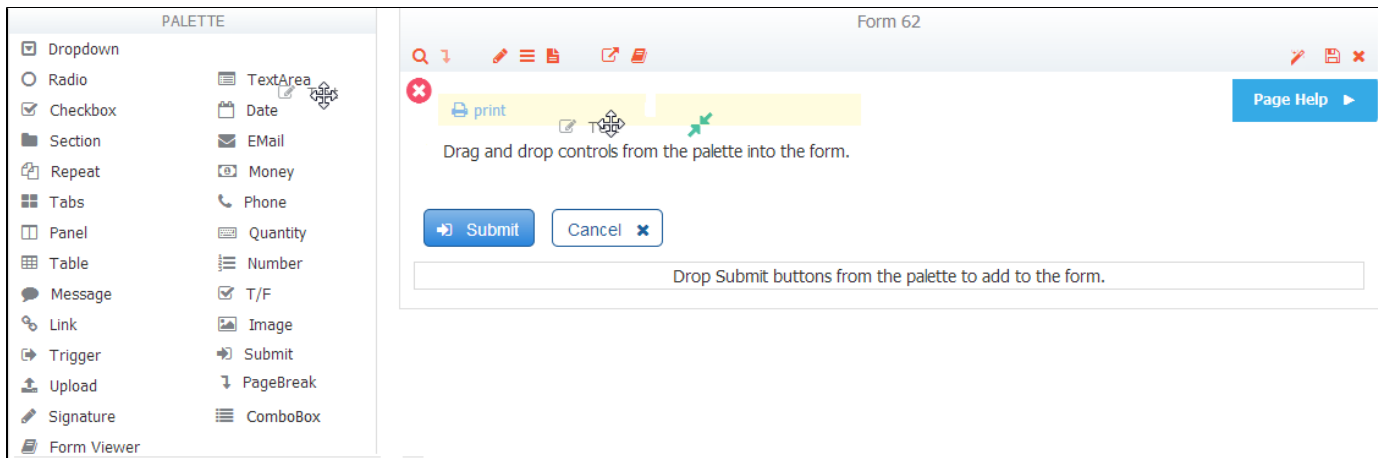 PALETTE
Dropdown
Radio
TextArea
Checkbox
Date
Section
EMail
Repeat
Money
Tabs
Phone
Panel
Quantity
Table
Number
Message
T/F
Link
Image
Trigger
Submit
Upload
PageBreak
Signature
ComboBox
Form Viewer
Form 62
print
Page Help
Drag and drop controls from the palette into the form.
Submit
Cancel
Drop Submit buttons from the palette to add to the form.